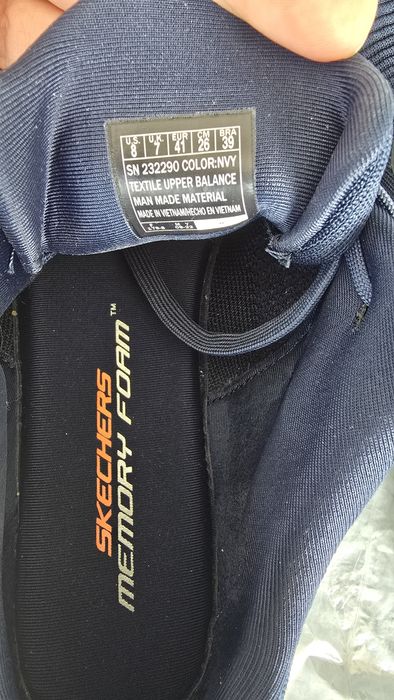 U.S. U.K. EUR CM BRA
8 7 41 26 39
SN 232290 COLOR:NVY
TEXTILE UPPER BALANCE
MAN MADE MATERIAL
MADE IN VIETNAM/HECHO EN VIETNAM
SKECHERS
MEMORY FOAM™